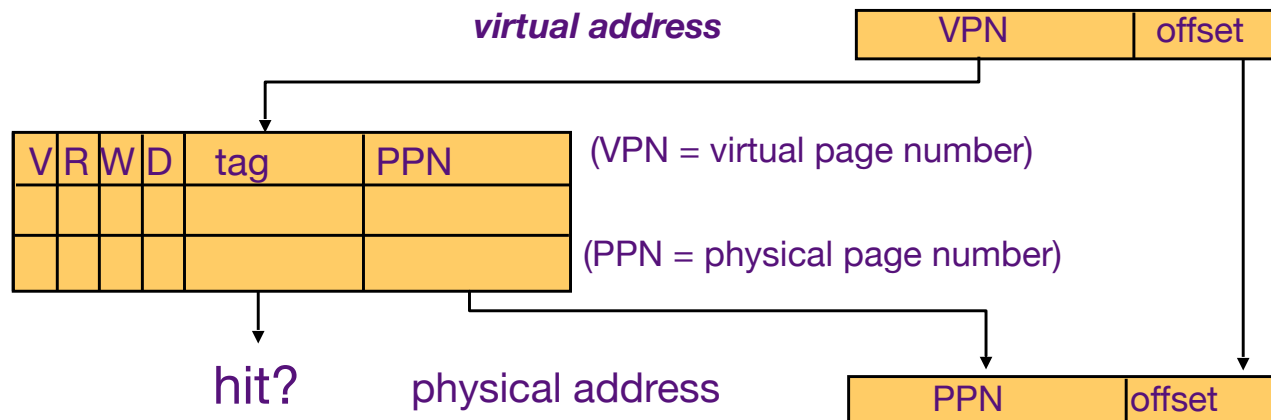 virtual address
VPN offset
V R W D tag PPN
(VPN = virtual page number)
(PPN = physical page number)
hit?
physical address
PPN offset